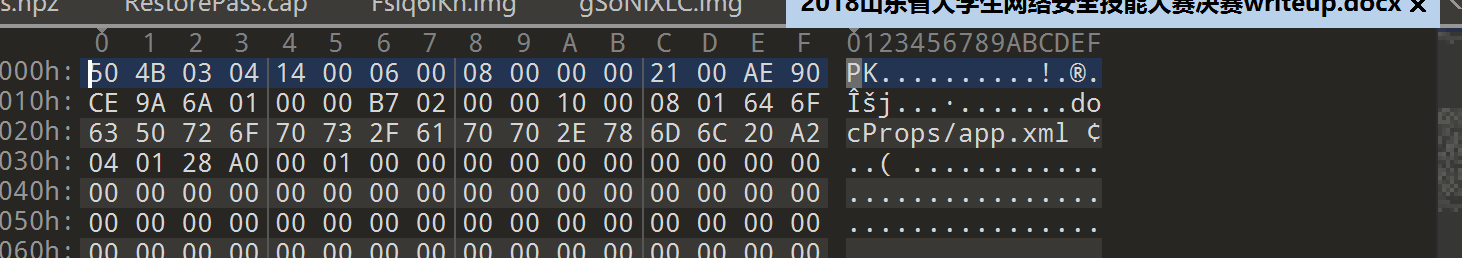 s.npz RestorePass.cap Fsiq6iKh.img gSoNIXLC.img 2018山东省大学生网络安全技能大赛决赛writeup.docx ×
0 1 2 3 4 5 6 7 8 9 A B C D E F 0123456789ABCDEF
000h: 50 4B 03 04 14 00 06 00 08 00 00 00 21 00 AE 90 PK..........!.®.
010h: CE 9A 6A 01 00 00 B7 02 00 00 10 00 08 01 64 6F Îšj...·.......do
020h: 63 50 72 6F 70 73 2F 61 70 70 2E 78 6D 6C 20 A2 cProps/app.xml ¢
030h: 04 01 28 A0 00 01 00 00 00 00 00 00 00 00 00 00 ..( ............
040h: 00 00 00 00 00 00 00 00 00 00 00 00 00 00 00 00 ................
050h: 00 00 00 00 00 00 00 00 00 00 00 00 00 00 00 00 ................
060h: 00 00 00 00 00 00 00 00 00 00 00 00 00 00 00 00